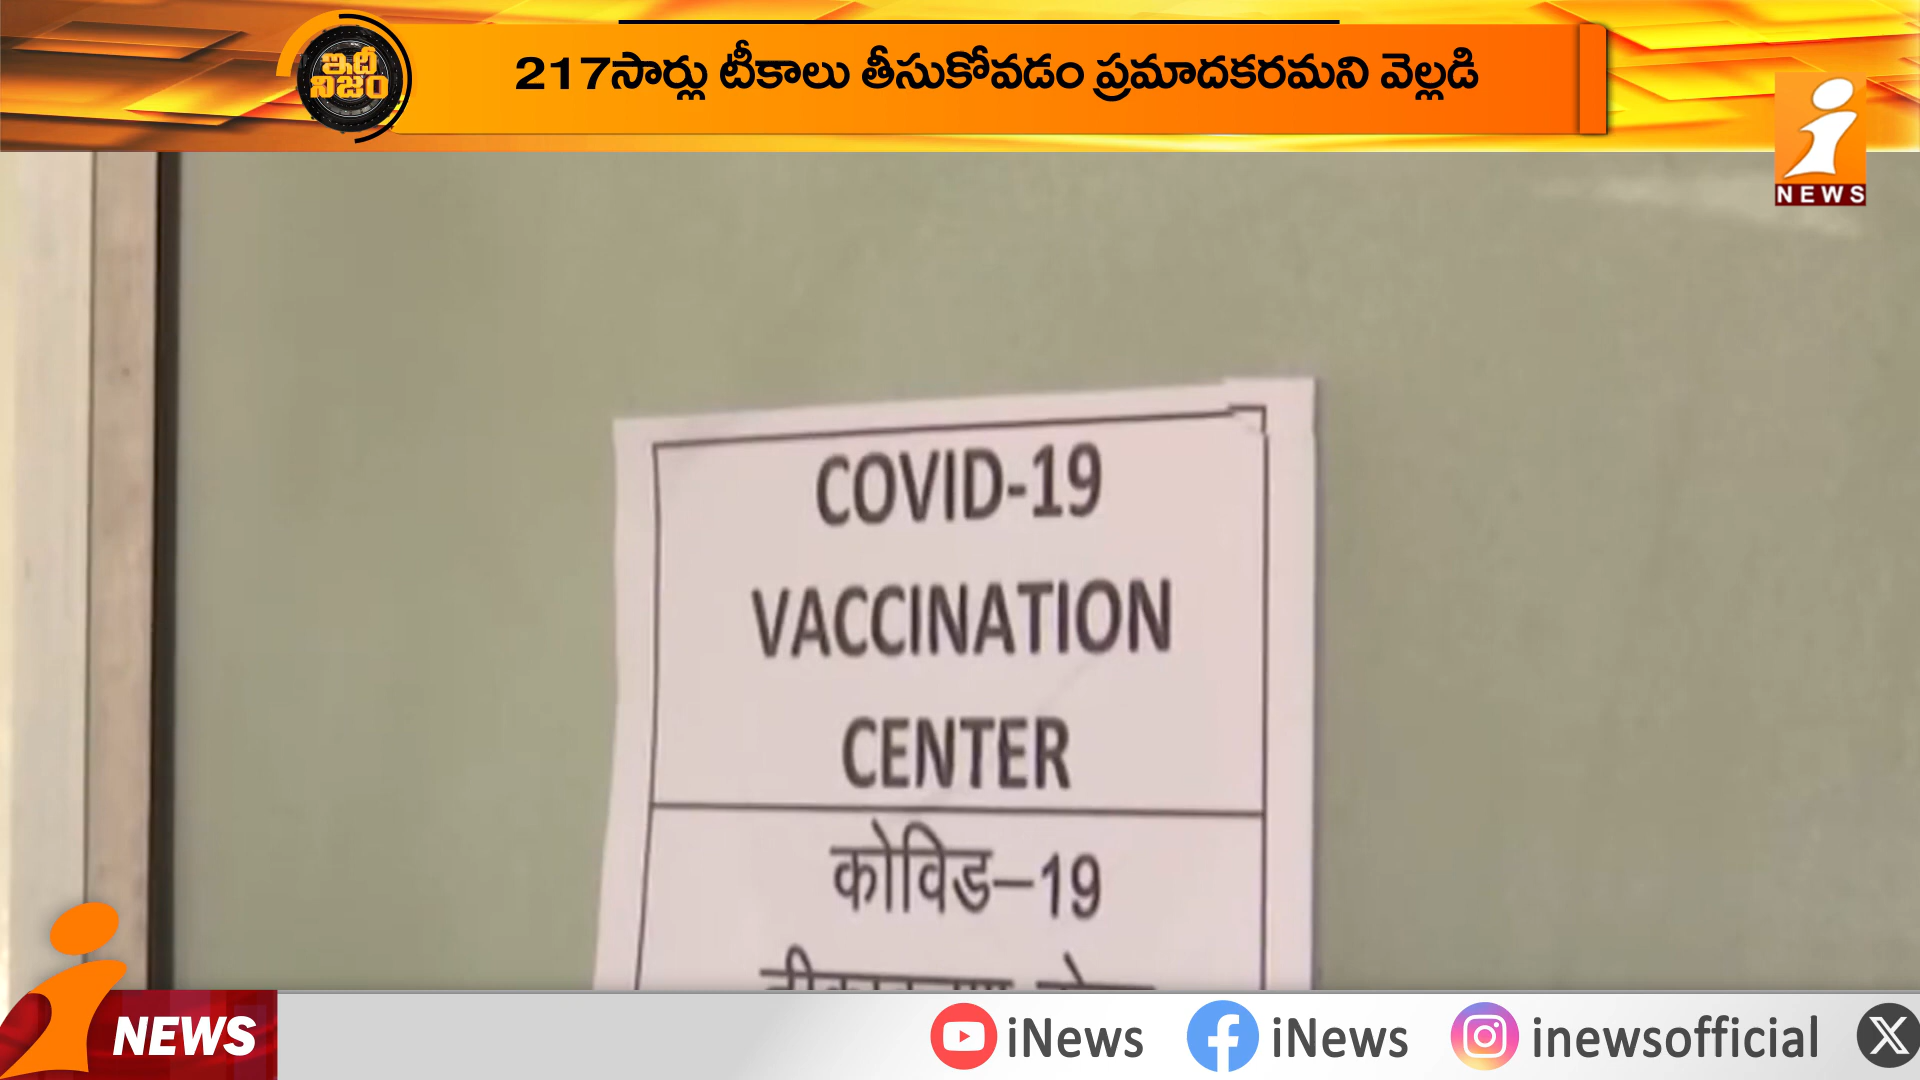 ఇదీ
నిజం
217సార్లు టీకాలు తీసుకోవడం ప్రమాదకరమని వెల్లడి
i
NEWS
COVID-19
VACCINATION
CENTER
कोविड–19
NEWS
iNews
iNews
inewsofficial